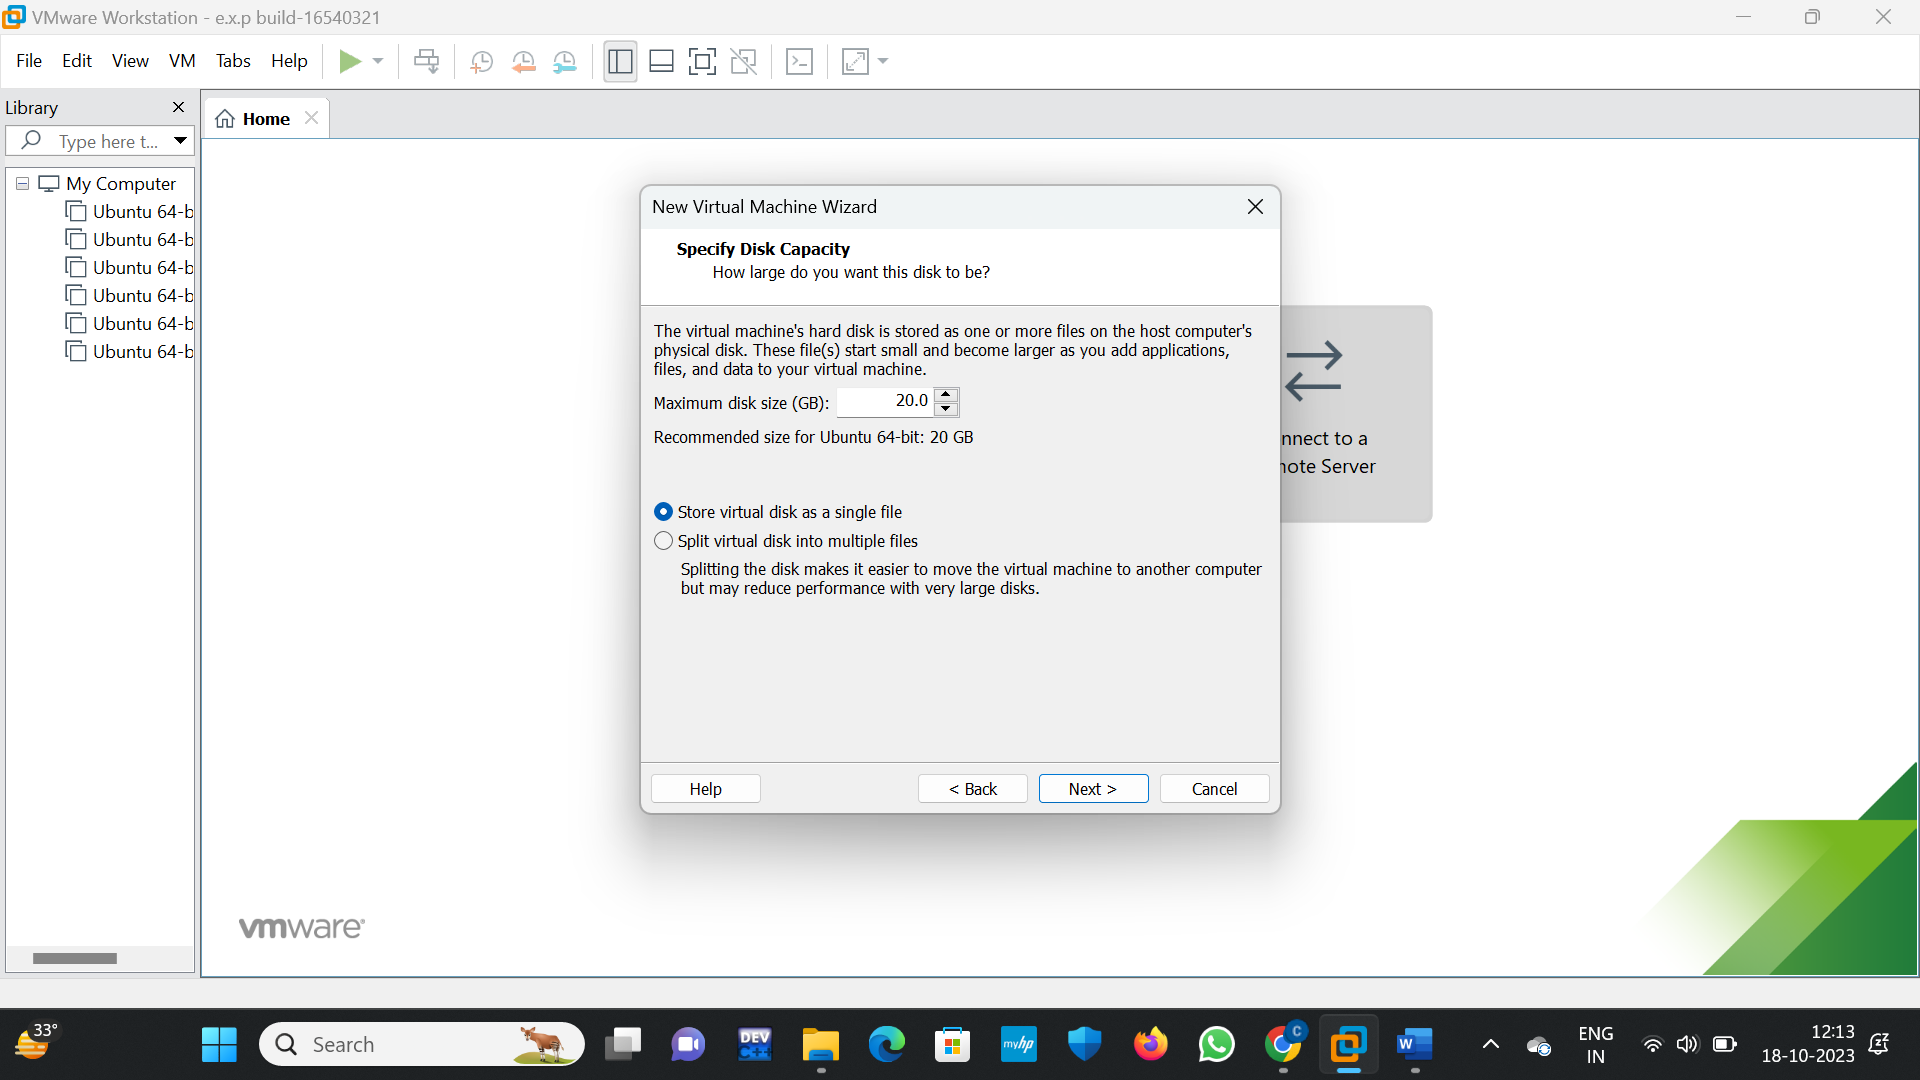 VMware Workstation - e.x.p build-16540321
File Edit View VM Tabs Help
Library
Home
Type here t...
My Computer
Ubuntu 64-b
Ubuntu 64-b
Ubuntu 64-b
Ubuntu 64-b
Ubuntu 64-b
Ubuntu 64-b
New Virtual Machine Wizard
Specify Disk Capacity
How large do you want this disk to be?
The virtual machine's hard disk is stored as one or more files on the host computer's
physical disk. These file(s) start small and become larger as you add applications,
files, and data to your virtual machine.
Maximum disk size (GB): 20.0
Recommended size for Ubuntu 64-bit: 20 GB
Store virtual disk as a single file
Split virtual disk into multiple files
Splitting the disk makes it easier to move the virtual machine to another computer
but may reduce performance with very large disks.
Help < Back Next > Cancel
nnect to a
note Server
vmware
33°
Search
DEV
C++
myhp
C
W
ENG
IN
12:13
18-10-2023